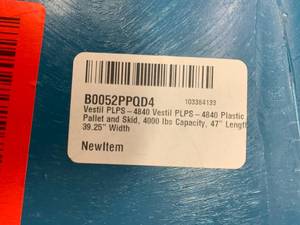 B0052PPQD4
103384133
Vestil PLPS-4840 Vestil PLPS-4840 Plastic
Pallet and Skid, 4000 lbs Capacity, 47" Length
39.25" Width
NewItem